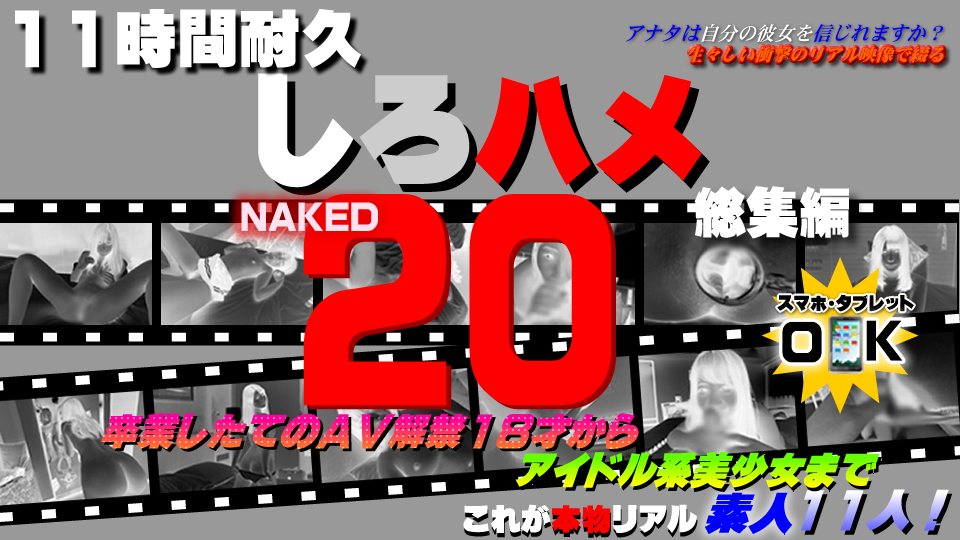 11時間耐久
アナタは自分の彼女を信じれますか？
生々しい衝撃のリアル映像で綴る
しろハメ
NAKED
20
総集編
スマホ・タブレット
OK
卒業したてのAV解禁18才から
アイドル系美少女まで
これが本物リアル 素人11人！